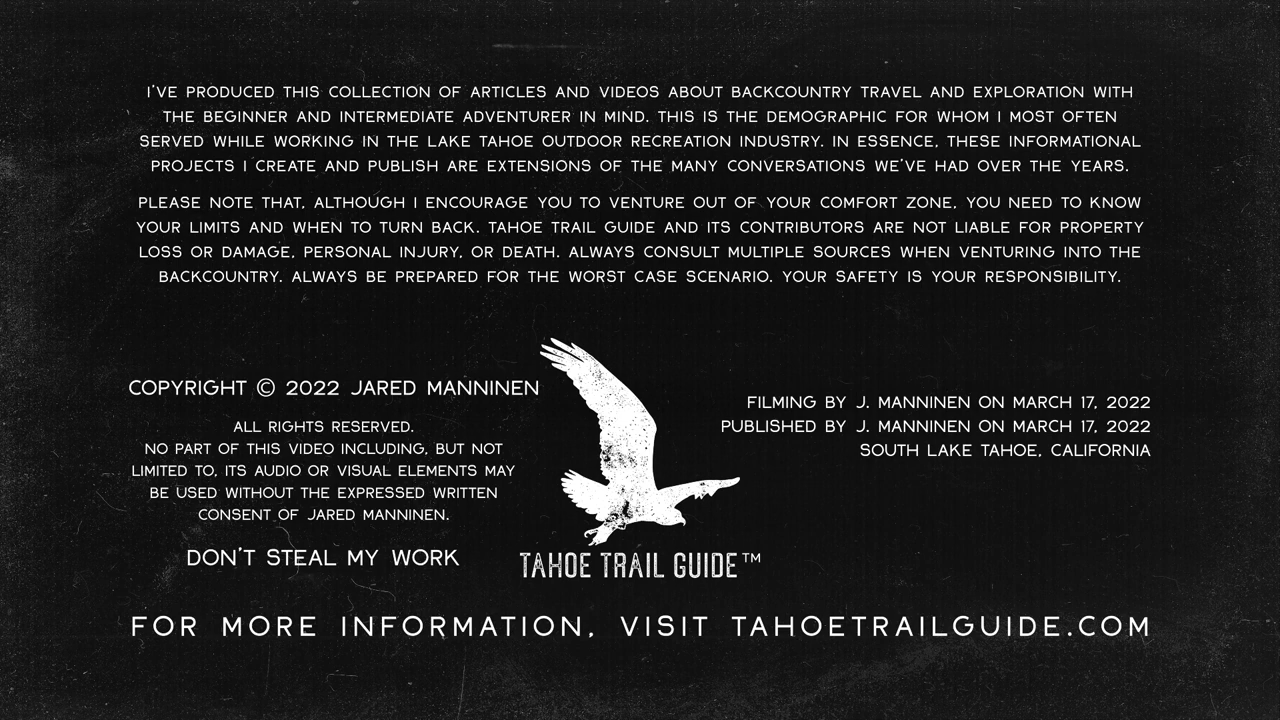 I'VE PRODUCED THIS COLLECTION OF ARTICLES AND VIDEOS ABOUT BACKCOUNTRY TRAVEL AND EXPLORATION WITH
THE BEGINNER AND INTERMEDIATE ADVENTURER IN MIND. THIS IS THE DEMOGRAPHIC FOR WHOM I MOST OFTEN
SERVED WHILE WORKING IN THE LAKE TAHOE OUTDOOR RECREATION INDUSTRY. IN ESSENCE, THESE INFORMATIONAL
PROJECTS I CREATE AND PUBLISH ARE EXTENSIONS OF THE MANY CONVERSATIONS WE'VE HAD OVER THE YEARS.
PLEASE NOTE THAT, ALTHOUGH I ENCOURAGE YOU TO VENTURE OUT OF YOUR COMFORT ZONE, YOU NEED TO KNOW
YOUR LIMITS AND WHEN TO TURN BACK. TAHOE TRAIL GUIDE AND ITS CONTRIBUTORS ARE NOT LIABLE FOR PROPERTY
LOSS OR DAMAGE, PERSONAL INJURY, OR DEATH. ALWAYS CONSULT MULTIPLE SOURCES WHEN VENTURING INTO THE
BACKCOUNTRY. ALWAYS BE PREPARED FOR THE WORST CASE SCENARIO. YOUR SAFETY IS YOUR RESPONSIBILITY.
COPYRIGHT © 2022 JARED MANNINEN
ALL RIGHTS RESERVED.
NO PART OF THIS VIDEO INCLUDING, BUT NOT
LIMITED TO, ITS AUDIO OR VISUAL ELEMENTS MAY
BE USED WITHOUT THE EXPRESSED WRITTEN
CONSENT OF JARED MANNINEN.
DON'T STEAL MY WORK
TAHOE TRAIL GUIDE™
FILMING BY J. MANNINEN ON MARCH 17, 2022
PUBLISHED BY J. MANNINEN ON MARCH 17, 2022
SOUTH LAKE TAHOE, CALIFORNIA
FOR MORE INFORMATION, VISIT TAHOETRAILGUIDE.COM